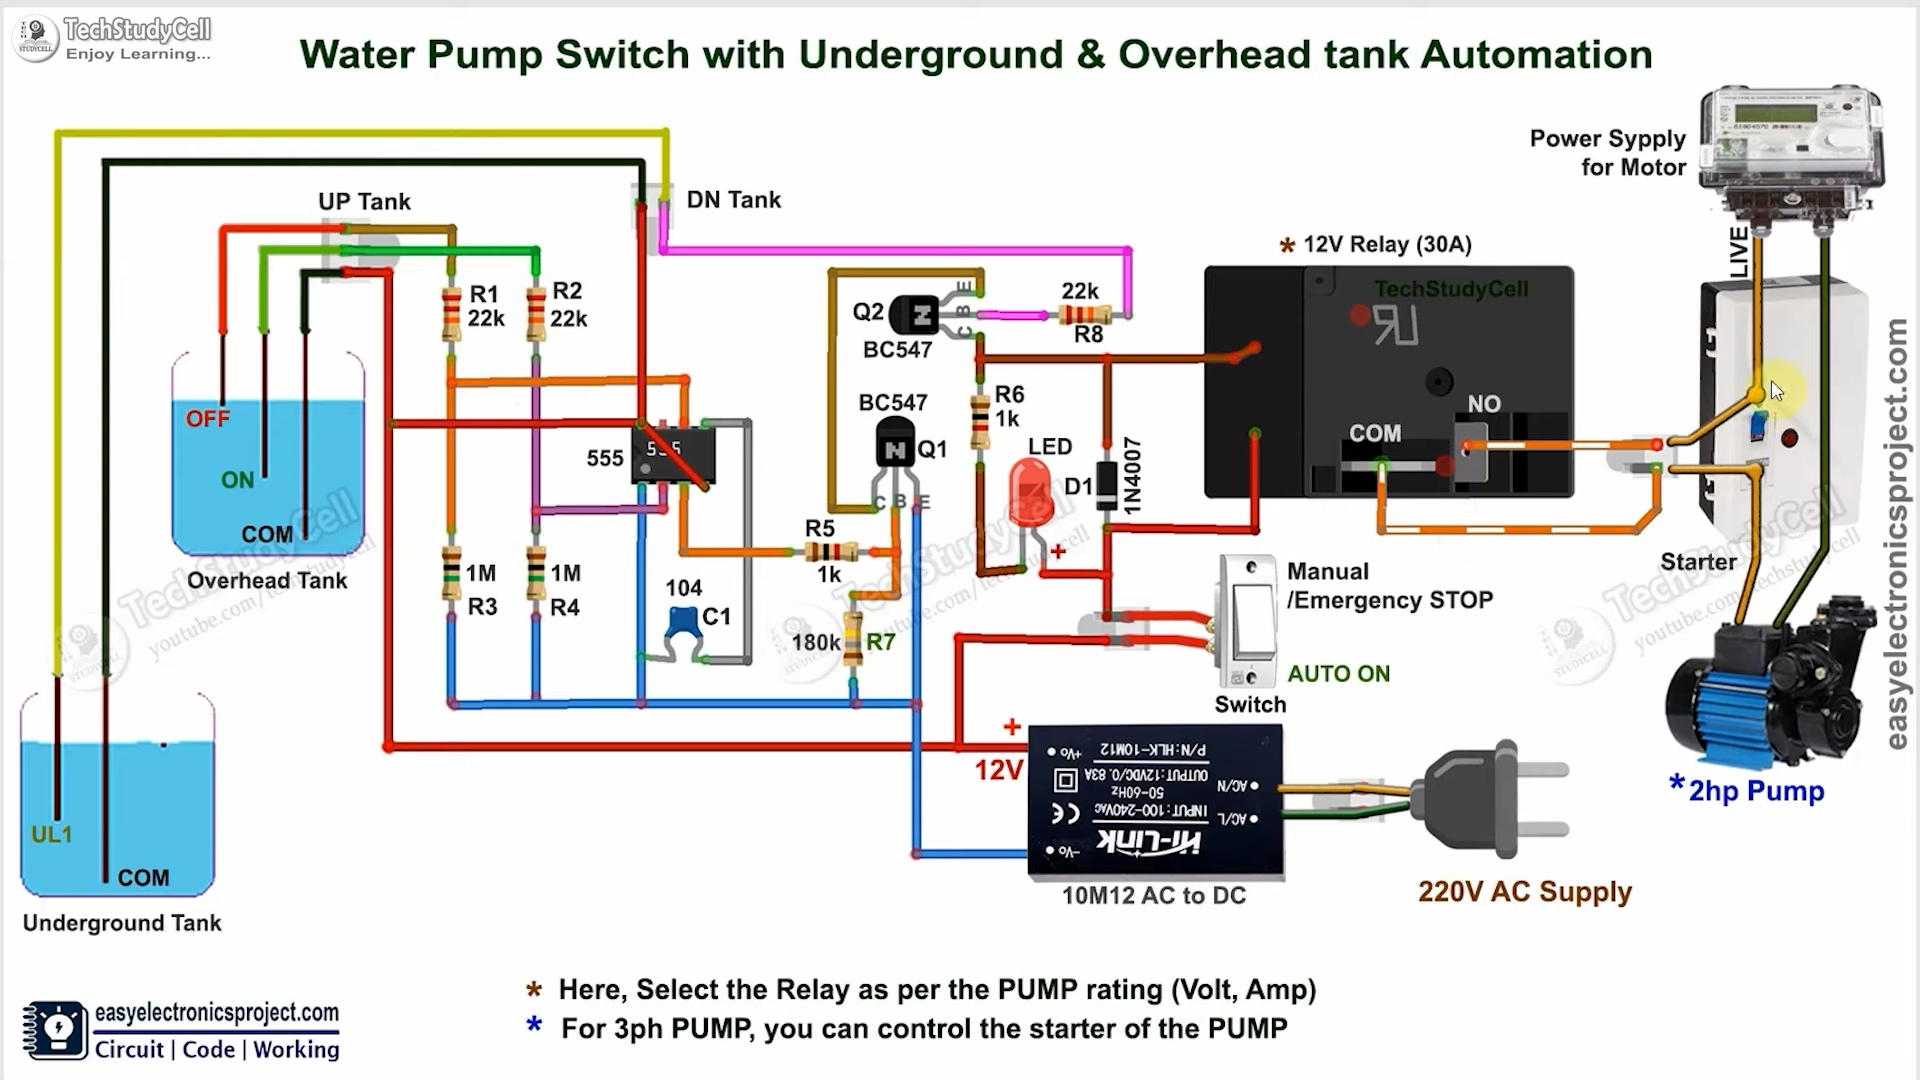 TechStudyCell
Enjoy Learning...
Water Pump Switch with Underground & Overhead tank Automation
Power Sypply
for Motor
UP Tank
DN Tank
LIVE
* 12V Relay (30A)
TechStudyCell
R1
22k
R2
22k
Q2
BC547
E
B
C
22k
R8
OFF
ON
COM
Overhead Tank
555
555
BC547
Q1
C B E
R6
1k
LED
+
D1
1N4007
NO
COM
Starter
easyelectronicsproject.com
R5
1k
1M
R3
1M
R4
104
C1
180k
R7
Manual
/Emergency STOP
AUTO ON
Switch
*2hp Pump
UL1
COM
Underground Tank
+
12V
+Vo
P/N:HLK-10M12
OUTPUT:12VDC/0.83A
50-60Hz
INPUT:100-240VAC
AC/N
AC/L
CE
-Vo
Hi-Link
10M12 AC to DC
220V AC Supply
* Here, Select the Relay as per the PUMP rating (Volt, Amp)
* For 3ph PUMP, you can control the starter of the PUMP
easyelectronicsproject.com
Circuit | Code | Working
TechStudyCell
TechStudyCell
TechStudyCell
TechStudyCell